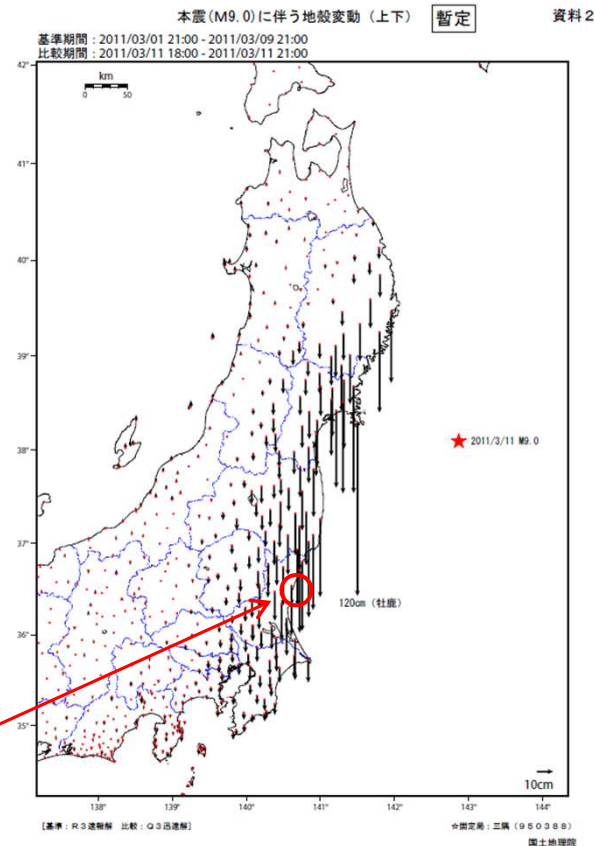 本震(M9.0)に伴う地殻変動（上下）
暫定
資料２
基準期間：2011/03/01 21:00 - 2011/03/09 21:00
比較期間：2011/03/11 18:00 - 2011/03/11 21:00
km
0 50
42°
41°
40°
39°
38°
37°
36°
35°
2011/3/11 M9.0
120cm（牡鹿）
10cm
138° 139° 140° 141° 142° 143° 144°
[基準：Ｒ３速報解 比較：Ｑ３迅速解]
☆固定局：三隅（９５０３８８）
国土地理院